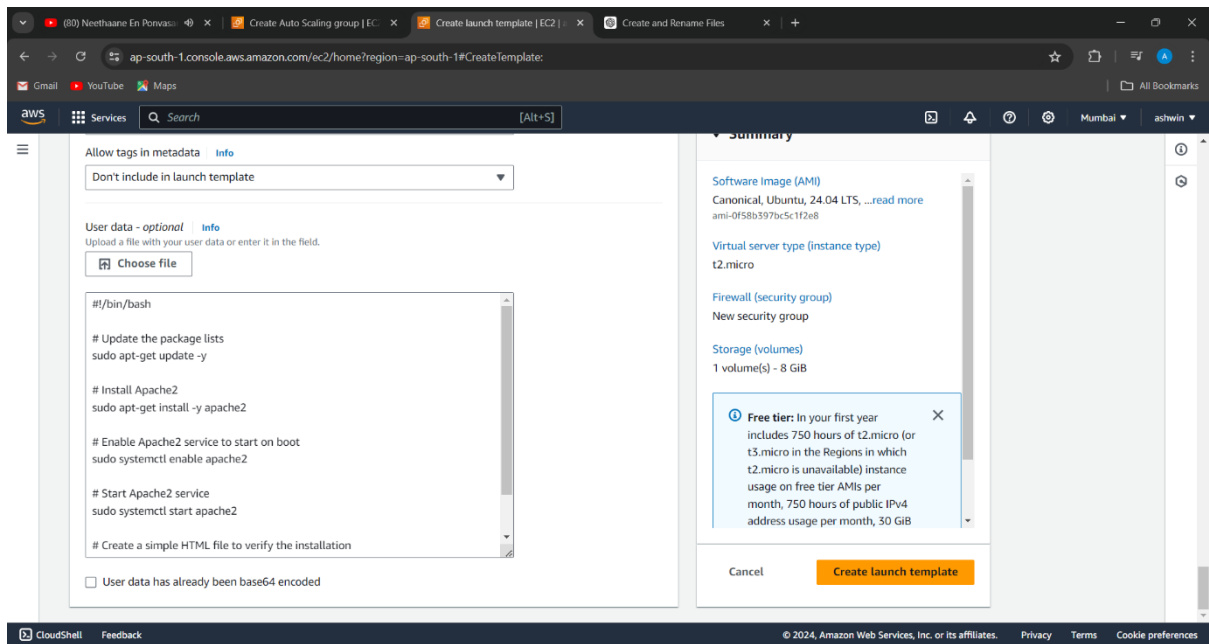 (80) Neethaane En Ponvasa
Create Auto Scaling group | EC
Create launch template | EC2 |
Create and Rename Files
ap-south-1.console.aws.amazon.com/ec2/home?region=ap-south-1#CreateTemplate:
A
Gmail
YouTube
Maps
All Bookmarks
aws
Services
Search
[Alt+S]
Mumbai
ashwin
Allow tags in metadata
Info
Don't include in launch template
User data - optional
Info
Upload a file with your user data or enter it in the field.
Choose file
#!/bin/bash
# Update the package lists
sudo apt-get update -y
# Install Apache2
sudo apt-get install -y apache2
# Enable Apache2 service to start on boot
sudo systemctl enable apache2
# Start Apache2 service
sudo systemctl start apache2
# Create a simple HTML file to verify the installation
User data has already been base64 encoded
Summary
Software Image (AMI)
Canonical, Ubuntu, 24.04 LTS, ...read more
ami-0f58b397bc5c1f2e8
Virtual server type (instance type)
t2.micro
Firewall (security group)
New security group
Storage (volumes)
1 volume(s) - 8 GiB
Free tier: In your first year
includes 750 hours of t2.micro (or
t3.micro in the Regions in which
t2.micro is unavailable) instance
usage on free tier AMIs per
month, 750 hours of public IPv4
address usage per month, 30 GiB
Cancel
Create launch template
CloudShell
Feedback
© 2024, Amazon Web Services, Inc. or its affiliates.
Privacy
Terms
Cookie preferences